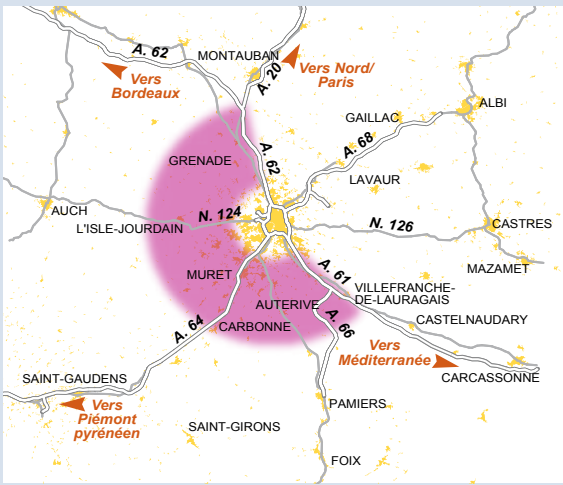 A. 62
MONTAUBAN
A. 20
Vers Nord/
Paris
Vers
Bordeaux
ALBI
GAILLAC
A. 68
GRENADE
A. 62
LAVAUR
AUCH
N. 124
L'ISLE-JOURDAIN
N. 126
CASTRES
MAZAMET
MURET
A. 61
VILLEFRANCHE-
DE-LAURAGAIS
AUTERIVE
A. 66
CASTELNAUDARY
A. 64
CARBONNE
Vers
Méditerranée
CARCASSONNE
SAINT-GAUDENS
Vers
Piémont
pyrénéen
PAMIERS
SAINT-GIRONS
FOIX